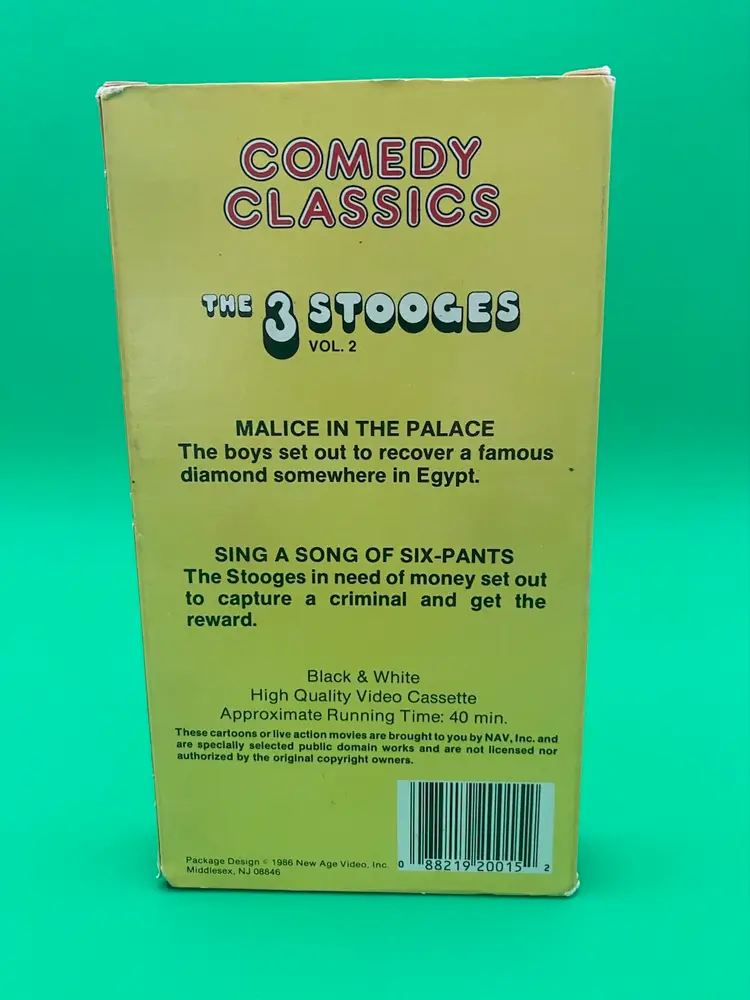 COMEDY
CLASSICS
THE 3 STOOGES
VOL. 2
MALICE IN THE PALACE
The boys set out to recover a famous
diamond somewhere in Egypt.
SING A SONG OF SIX-PANTS
The Stooges in need of money set out
to capture a criminal and get the
reward.
Black & White
High Quality Video Cassette
Approximate Running Time: 40 min.
These cartoons or live action movies are brought to you by NAV, Inc. and
are specially selected public domain works and are not licensed nor
authorized by the original copyright owners.
Package Design © 1986 New Age Video, Inc.
Middlesex, NJ 08846
0 88219 20015 2